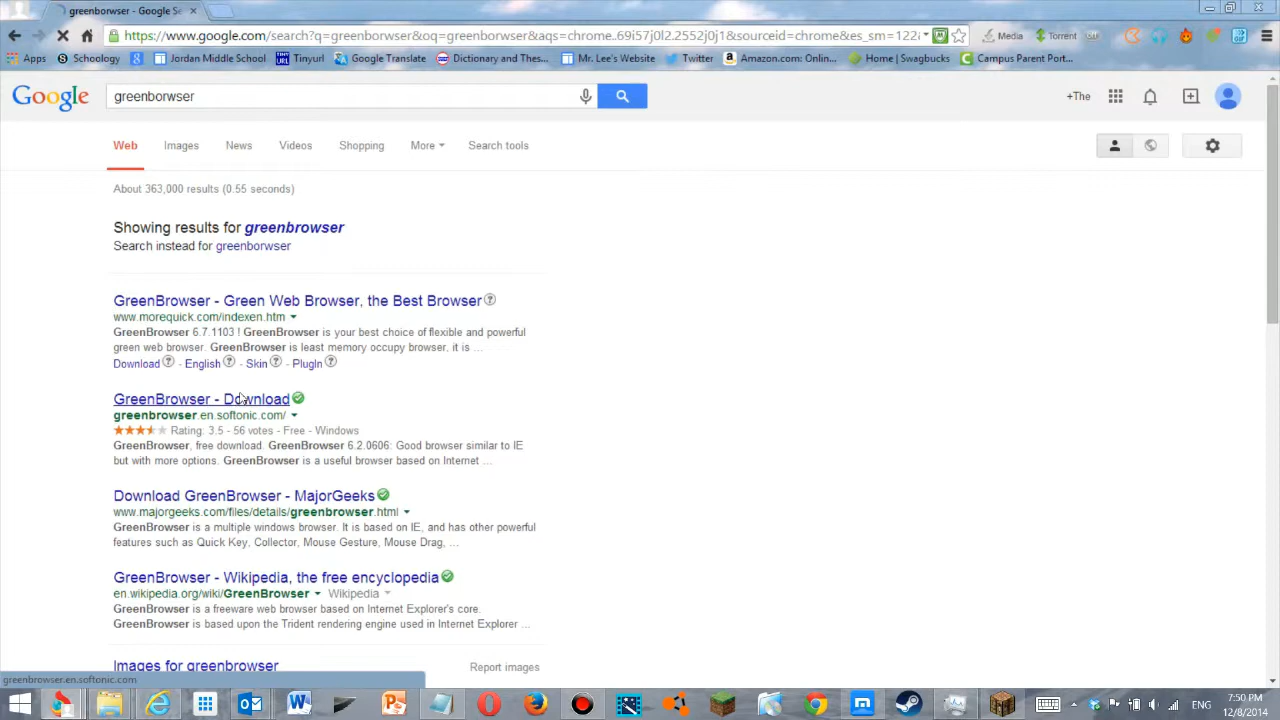 greenborwser - Google Se
https://www.google.com/search?q=greenborwser&oq=greenborwser&aqs=chrome..69i57j0l2.2552j0j1&sourceid=chrome&es_sm=122&
Media
Torrent
Apps
Schoology
Jordan Middle School
Tinyurl
Google Translate
Dictionary and Thes...
Mr. Lee's Website
Twitter
Amazon.com: Onlin...
Home | Swagbucks
Campus Parent Port...
Google
greenborwser
+The
Web Images News Videos Shopping More Search tools
About 363,000 results (0.55 seconds)
Showing results for greenbrowser
Search instead for greenborwser
GreenBrowser - Green Web Browser, the Best Browser
www.morequick.com/indexen.htm
GreenBrowser 6.7.1103 ! GreenBrowser is your best choice of flexible and powerful
green web browser. GreenBrowser is least memory occupy browser, it is ...
Download - English - Skin - PlugIn
GreenBrowser - Download
greenbrowser.en.softonic.com/
Rating: 3.5 - 56 votes - Free - Windows
GreenBrowser, free download. GreenBrowser 6.2.0606: Good browser similar to IE
but with more options. GreenBrowser is a useful browser based on Internet ...
Download GreenBrowser - MajorGeeks
www.majorgeeks.com/files/details/greenbrowser.html
GreenBrowser is a multiple windows browser. It is based on IE, and has other powerful
features such as Quick Key, Collector, Mouse Gesture, Mouse Drag, ...
GreenBrowser - Wikipedia, the free encyclopedia
en.wikipedia.org/wiki/GreenBrowser Wikipedia
GreenBrowser is a freeware web browser based on Internet Explorer's core.
GreenBrowser is based upon the Trident rendering engine used in Internet Explorer ...
Images for greenbrowser
Report images
greenbrowser.en.softonic.com
ENG
7:50 PM
12/8/2014